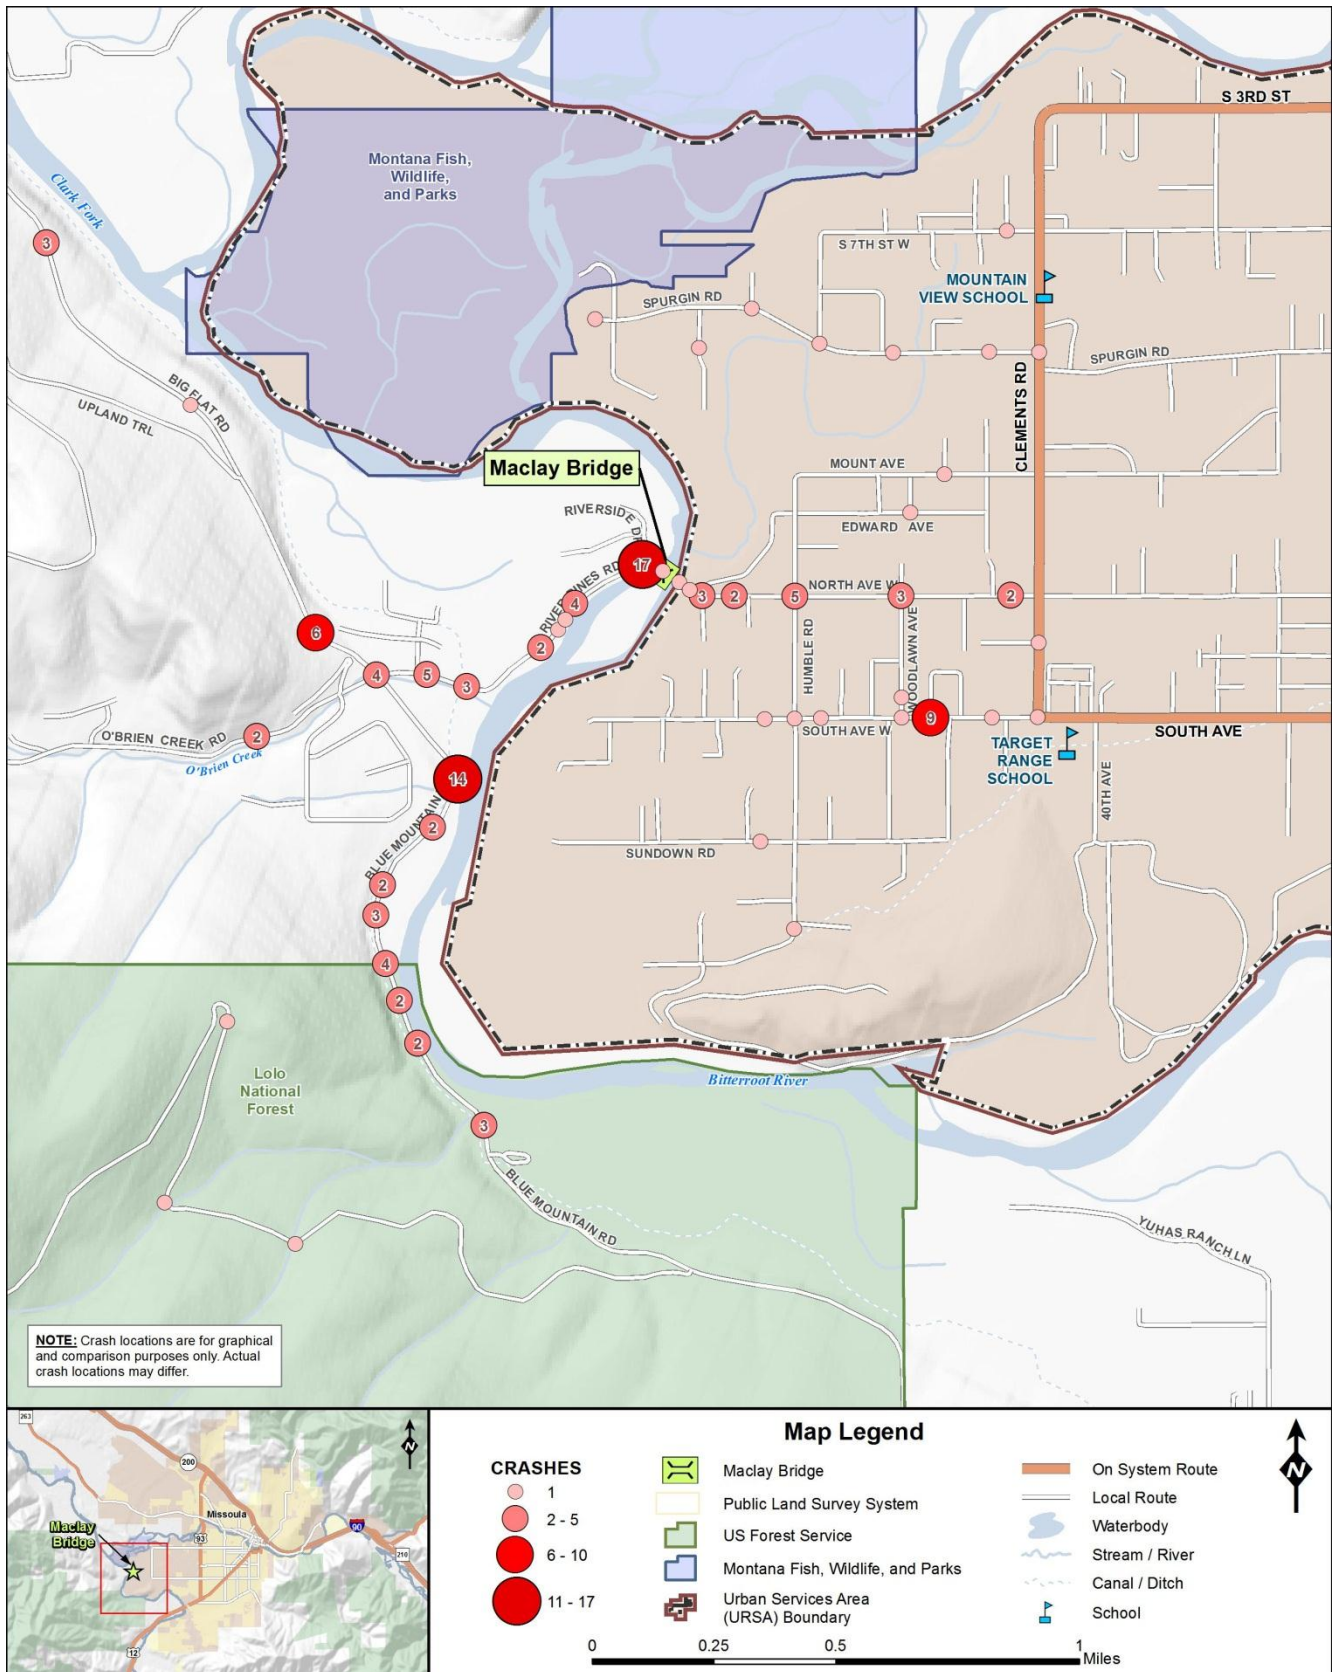 S 3RD ST
Montana Fish,
Wildlife,
and Parks
Clark Fork
3
S 7TH ST W
MOUNTAIN
VIEW SCHOOL
SPURGIN RD
SPURGIN RD
BIG FLAT RD
UPLAND TRL
CLEMENTS RD
Maclay Bridge
MOUNT AVE
RIVERSIDE DR
EDWARD AVE
17
RIVER PINES RD
NORTH AVE W
4
3
2
5
3
2
6
2
HUMBLE RD
WOODLAWN AVE
4
5
3
O'BRIEN CREEK RD
2
O'Brien Creek
SOUTH AVE W
9
SOUTH AVE
TARGET
RANGE
SCHOOL
14
40TH AVE
BLUE MOUNTAIN
2
SUNDOWN RD
2
3
4
2
2
Lolo
National
Forest
Bitterroot River
3
BLUE MOUNTAIN RD
YUHAS RANCH LN
NOTE: Crash locations are for graphical
and comparison purposes only. Actual
crash locations may differ.
263
200
Missoula
93
90
210
Maclay
Bridge
12
N
Map Legend
CRASHES
1
2 - 5
6 - 10
11 - 17
Maclay Bridge
Public Land Survey System
US Forest Service
Montana Fish, Wildlife, and Parks
Urban Services Area
(URSA) Boundary
On System Route
Local Route
Waterbody
Stream / River
Canal / Ditch
School
N
0 0.25 0.5 1
Miles